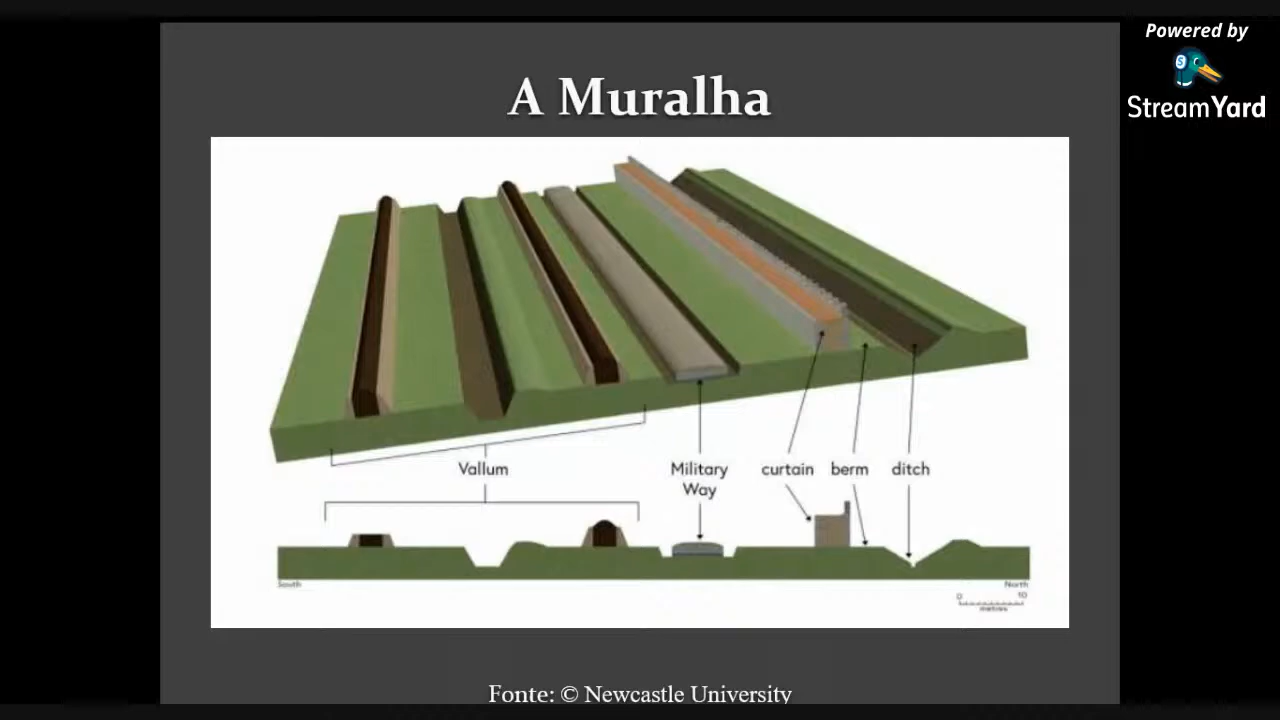 Powered by
StreamYard
A Muralha
Vallum
Military
Way
curtain
berm
ditch
South
North
0
10
metres
Fonte: © Newcastle University